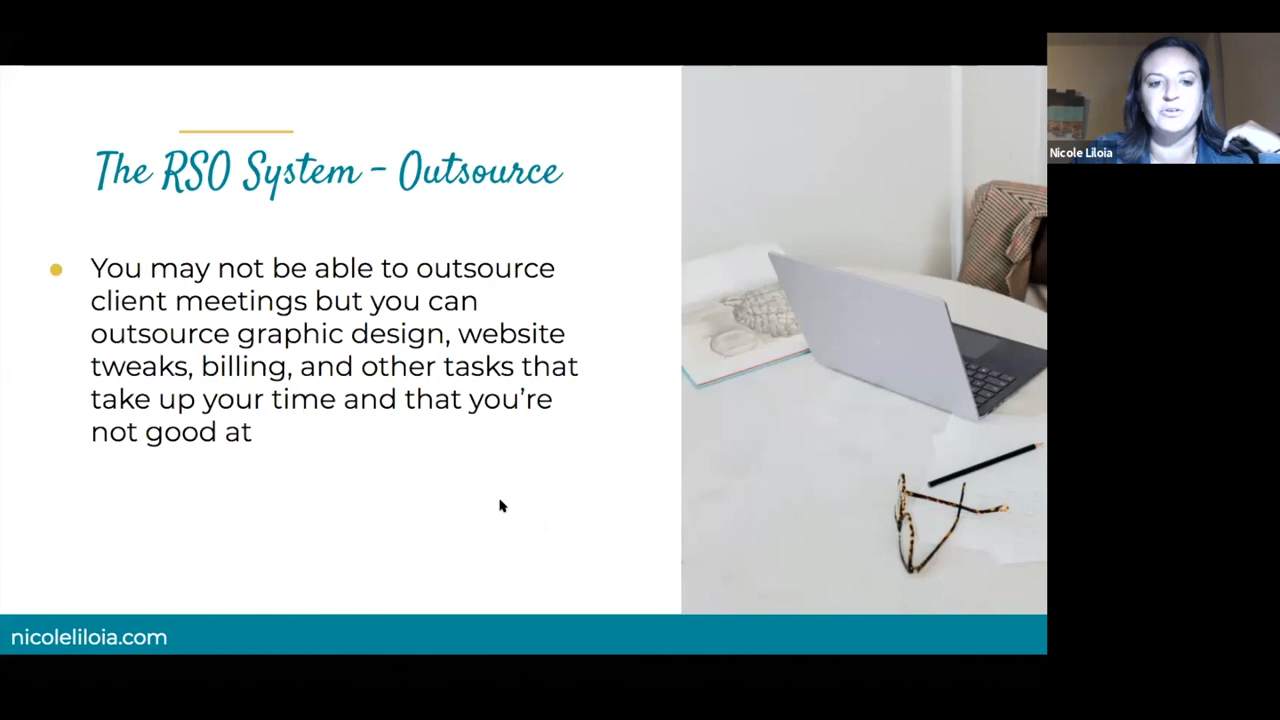 The RSO System - Outsource
You may not be able to outsource
client meetings but you can
outsource graphic design, website
tweaks, billing, and other tasks that
take up your time and that you’re
not good at
nicoleliloia.com
Nicole Liloia